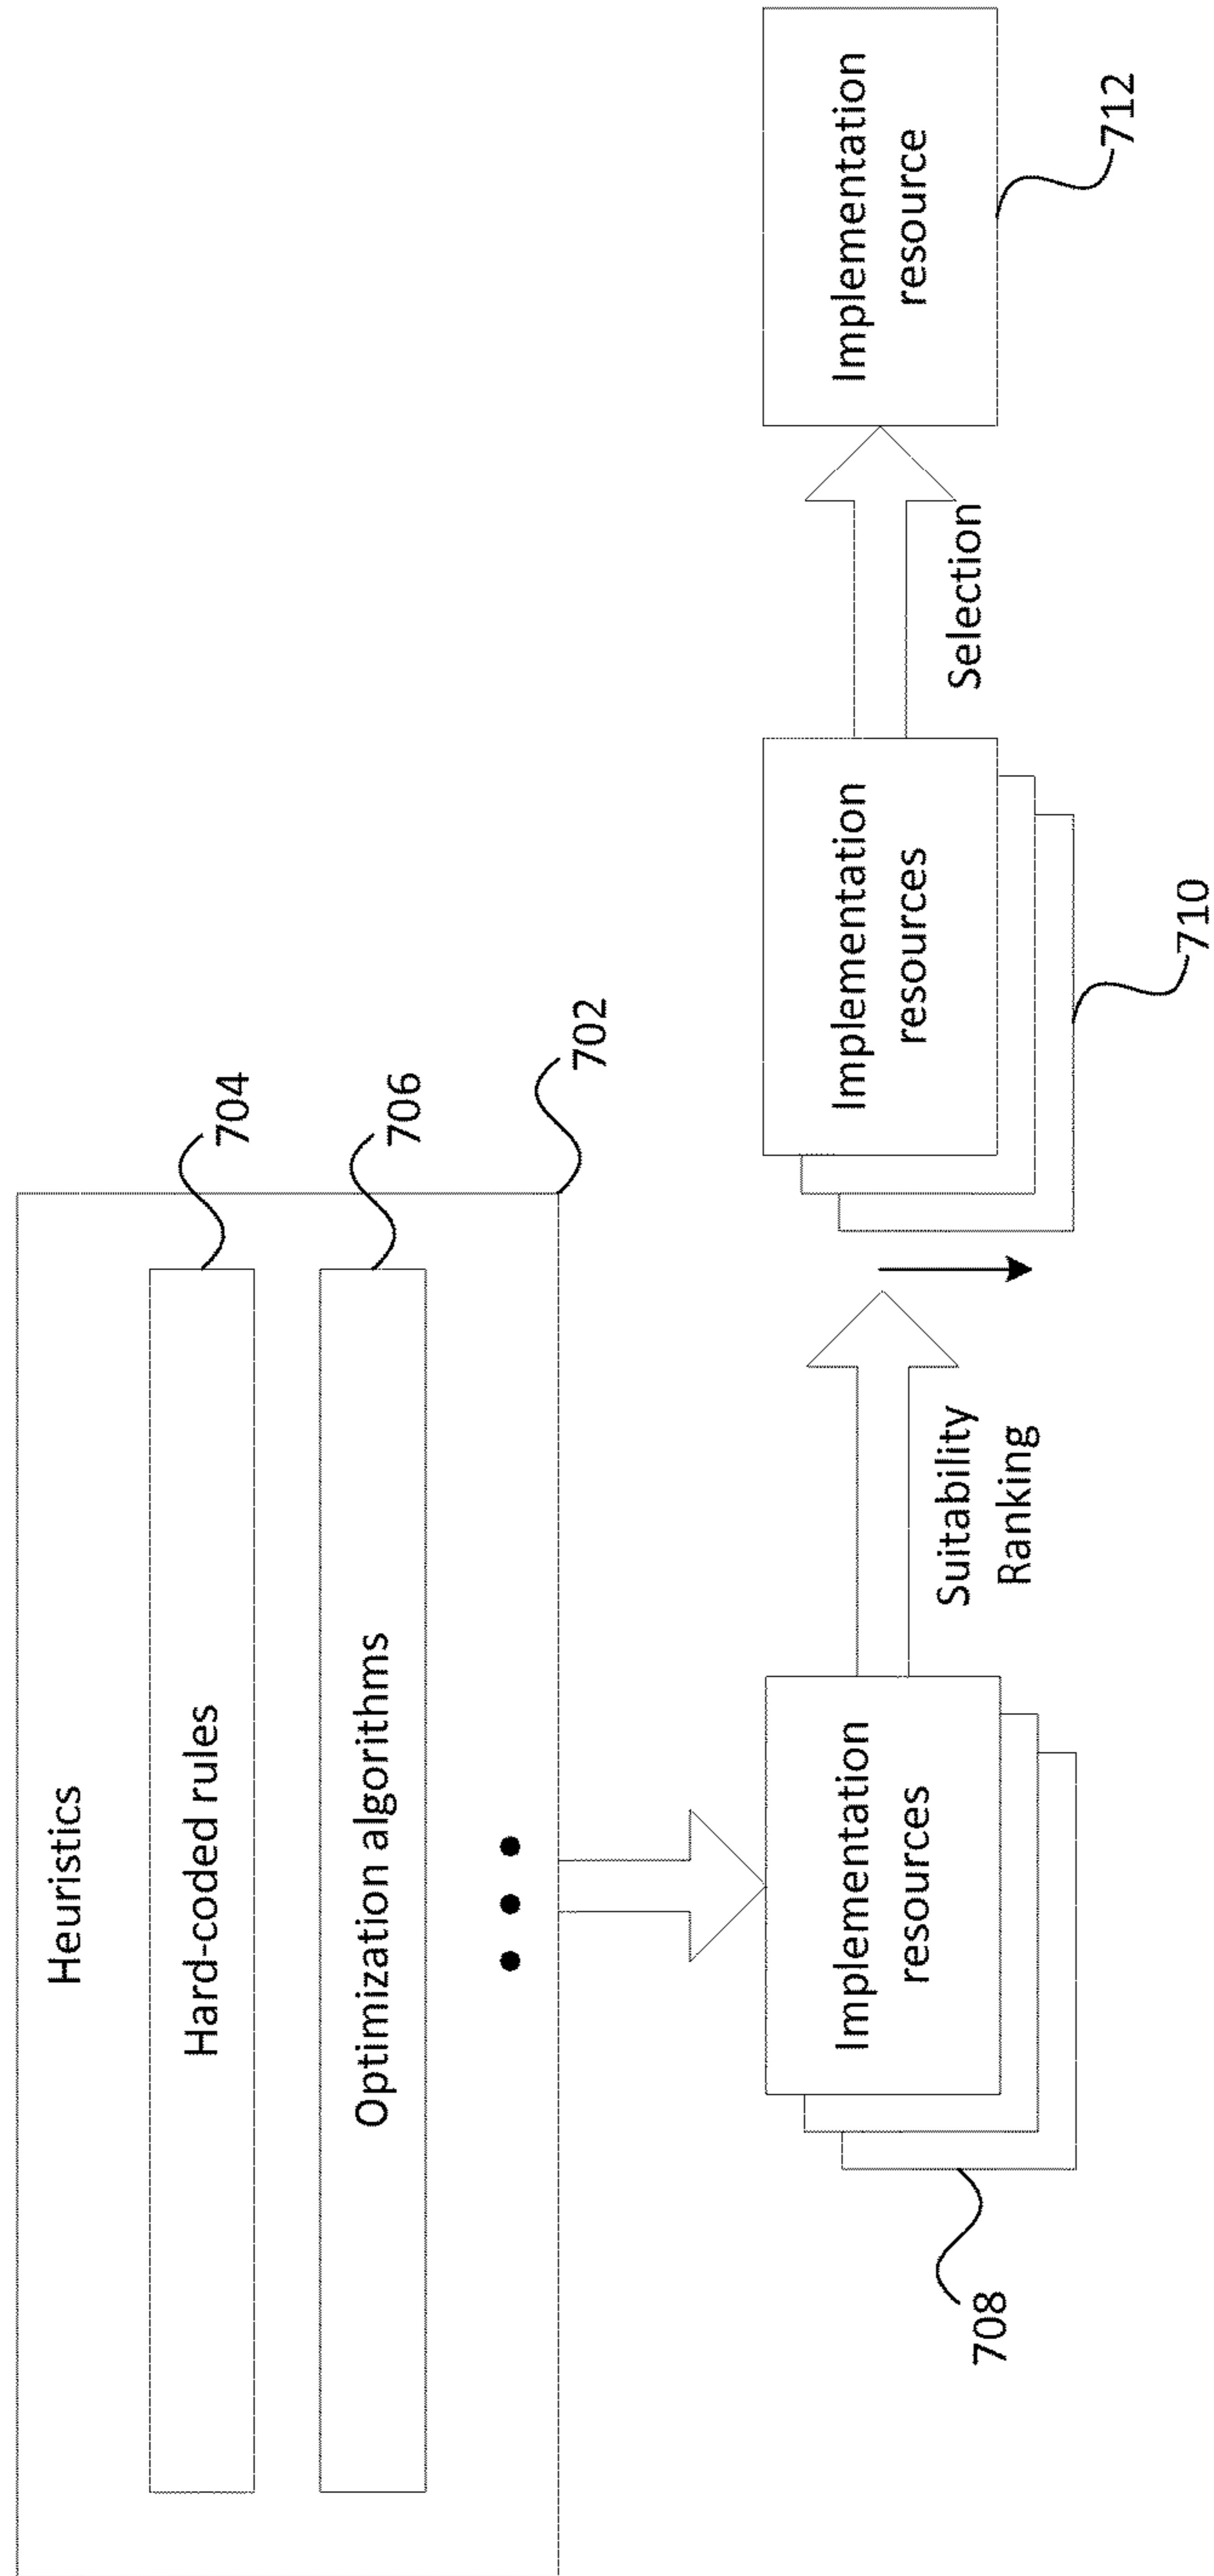 Heuristics
Hard-coded rules
704
Optimization algorithms
706
702
Implementation
resources
708
Suitability
Ranking
Implementation
resources
710
Selection
Implementation
resource
712